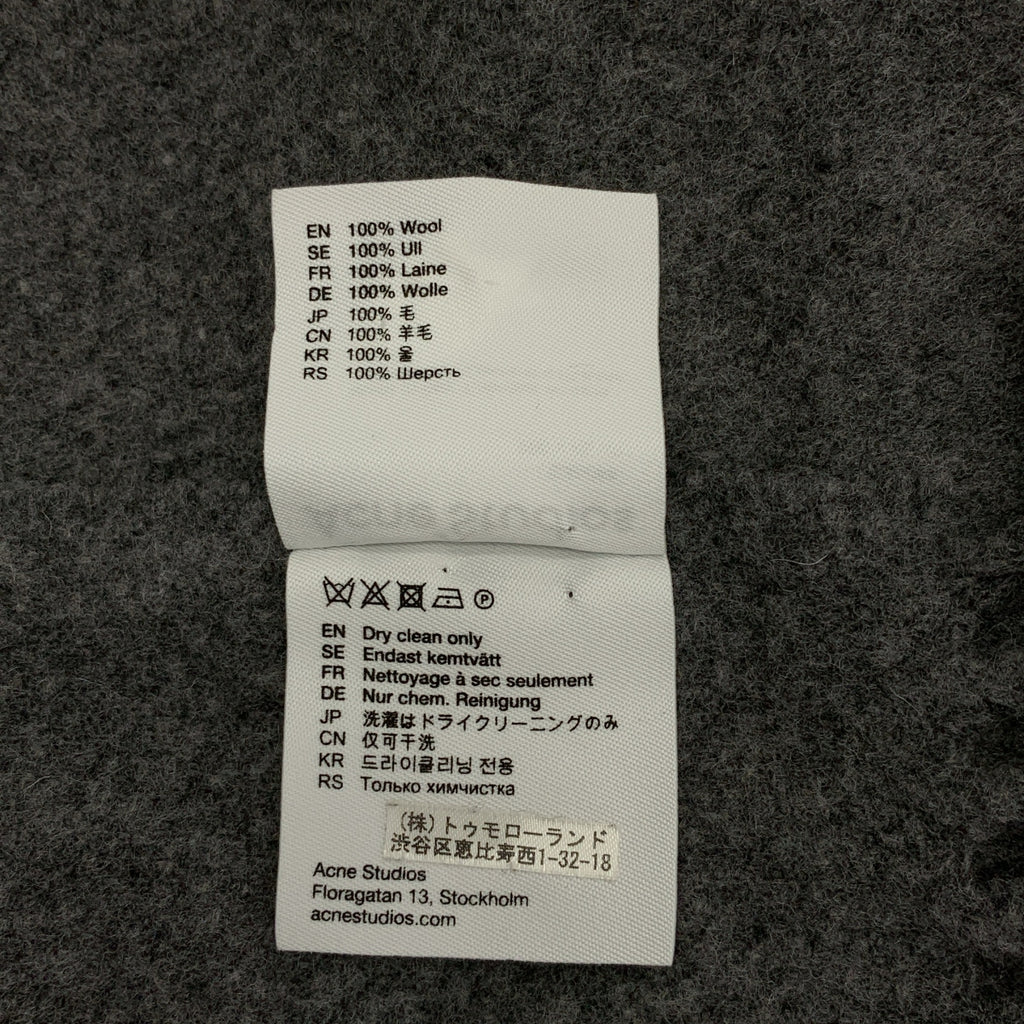 EN 100% Wool
SE 100% Ull
FR 100% Laine
DE 100% Wolle
JP 100% 毛
CN 100% 羊毛
KR 100% 울
RS 100% Шерсть
P
EN Dry clean only
SE Endast kemtvätt
FR Nettoyage à sec seulement
DE Nur chem. Reinigung
JP 洗濯はドライクリーニングのみ
CN 仅可干洗
KR 드라이클리닝 전용
RS Только химчистка
(株)トゥモローランド
渋谷区恵比寿西1-32-18
Acne Studios
Floragatan 13, Stockholm
acnestudios.com